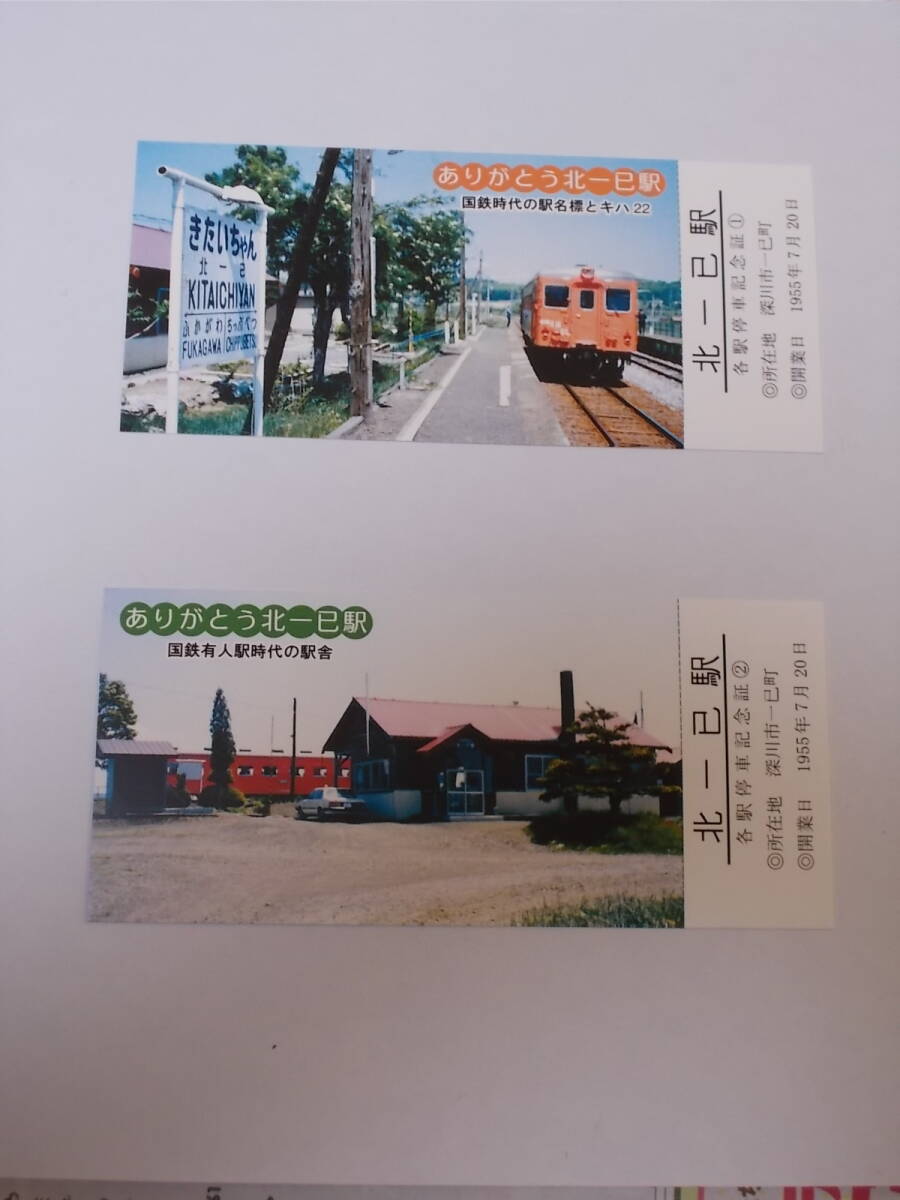 ありがとう北一已駅
国鉄時代の駅名標とキハ22
きたいちゃん
KITAICHIYAN
ふかがわ
ちっぷべつ
FUKAGAWA
CHIPPUBETSU
北一已駅
各駅停車記念証①
◎所在地 深川市一已町
◎開業日 1955年7月20日
ありがとう北一已駅
国鉄有人駅時代の駅舎
北一已駅
各駅停車記念証②
◎所在地 深川市一已町
◎開業日 1955年7月20日